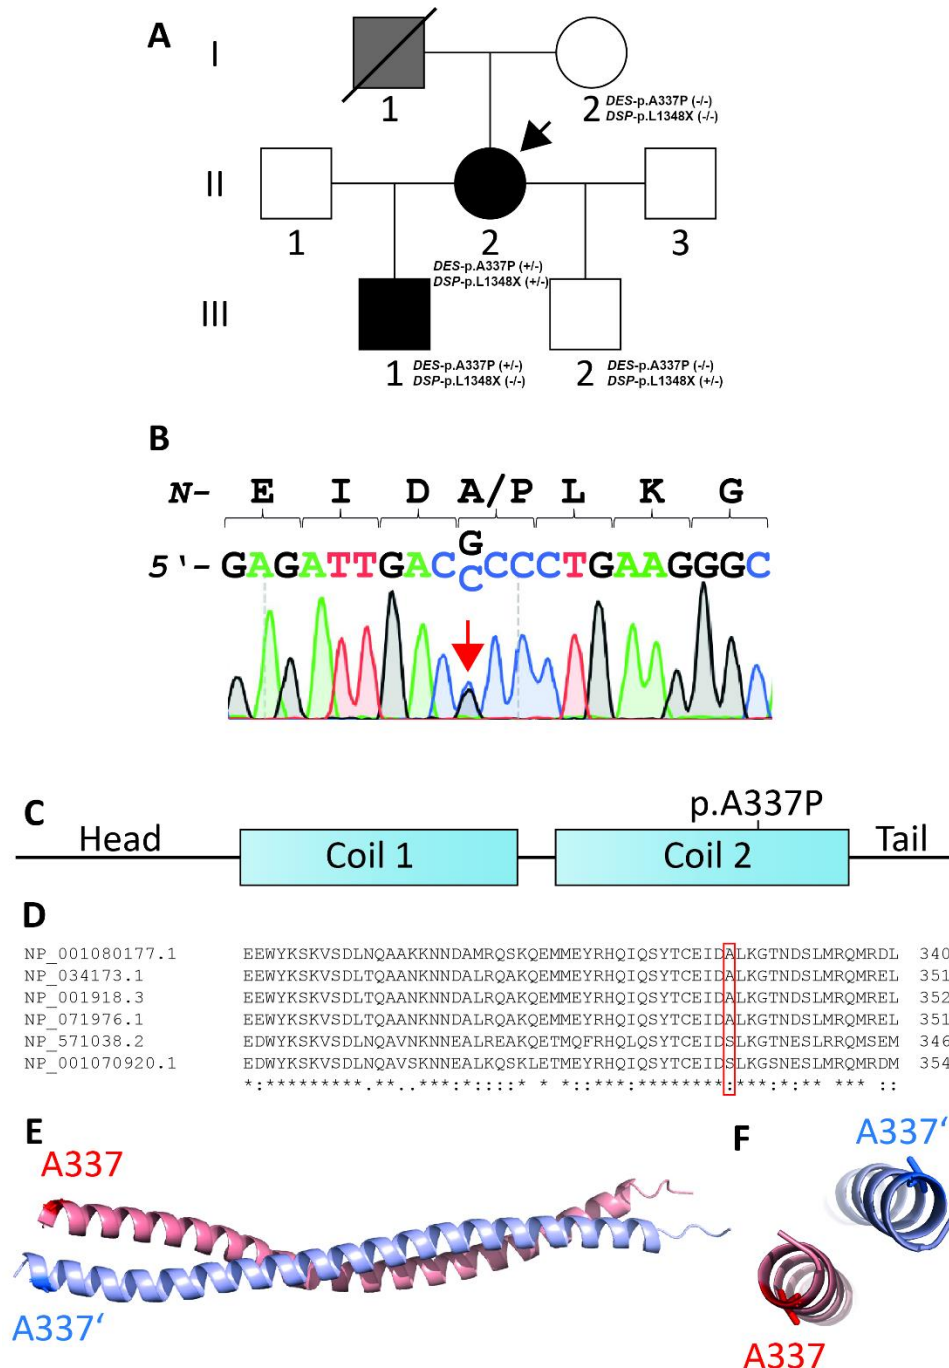 A
I
1
2 DES-p.A337P (-/-)
DSP-p.L1348X (-/-)
II
1
2
3
DES-p.A337P (+/-)
DSP-p.L1348X (+/-)
III
1 DES-p.A337P (+/-)
DSP-p.L1348X (-/-)
2 DES-p.A337P (-/-)
DSP-p.L1348X (+/-)
B
N- E I D A/P L K G
G
5'-GAGATTGACCCCCTGAAGGGC
C
p.A337P
Head Coil 1 Coil 2 Tail
D
NP_001080177.1 EEWYKSKVSDLNQAAKKNNDAMRQSKQEMMEYRHQIQSYTCEIDALKGTNDSLMRQMRDL 340
NP_034173.1 EEWYKSKVSDLTQAANKNNDALRQAKQEMMEYRHQIQSYTCEIDALKGTNDSLMRQMREL 351
NP_001918.3 EEWYKSKVSDLTQAANKNNDALRQAKQEMMEYRHQIQSYTCEIDALKGTNDSLMRQMREL 352
NP_071976.1 EEWYKSKVSDLTQAANKNNDALRQAKQEMMEYRHQIQSYTCEIDALKGTNDSLMRQMREL 351
NP_571038.2 EDWYKSKVSDLNQAVNKNNEALREAKQETMQFRHQLQSYTCEIDSLKGTNESLRRQMSEM 346
NP_001070920.1 EDWYKSKVSDLNQAVSKNNEALKQSKLETMEYRHQIQSYTCEIDSLKGSNESLMRQMRDM 354
*:*********.**..***:*:::* * *::***:********:***:*:** *** ::
E
A337
A337'
F
A337'
A337